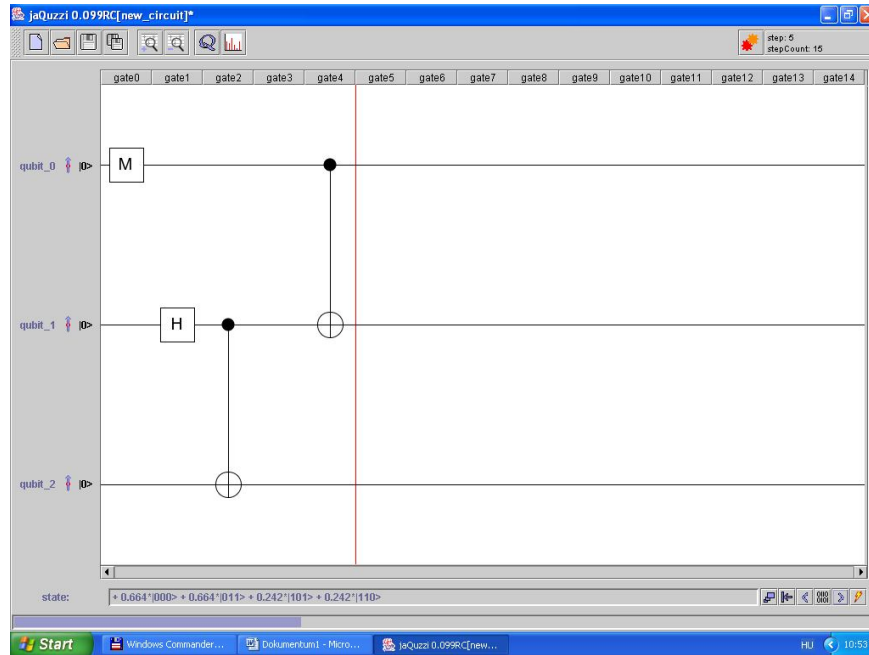 jaQuzzi 0.099RC[new_circuit]*
step: 5
stepCount: 15
gate0 gate1 gate2 gate3 gate4 gate5 gate6 gate7 gate8 gate9 gate10 gate11 gate12 gate13 gate14
qubit_0 |0> M
qubit_1 |0> H
qubit_2 |0>
state: + 0.664*|000> + 0.664*|011> + 0.242*|101> + 0.242*|110>
Start Windows Commander... Dokumentum1 - Micro... jaQuzzi 0.099RC[new... HU 10:53